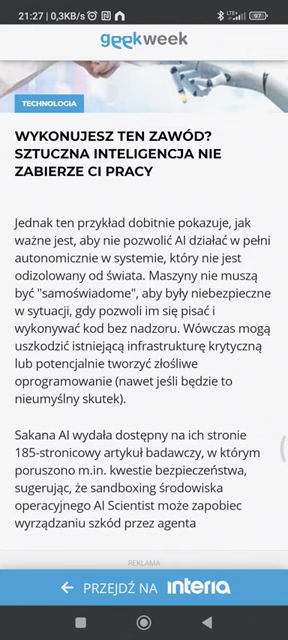 21:27 | 0,3KB/s
LTE+
97
geekweek
TECHNOLOGIA
WYKONUJESZ TEN ZAWÓD?
SZTUCZNA INTELIGENCJA NIE
ZABIERZE CI PRACY
Jednak ten przykład dobitnie pokazuje, jak
ważne jest, aby nie pozwolić AI działać w pełni
autonomicznie w systemie, który nie jest
odizolowany od świata. Maszyny nie muszą
być "samoświadome", aby były niebezpieczne
w sytuacji, gdy pozwoli im się pisać i
wykonywać kod bez nadzoru. Wówczas mogą
uszkodzić istniejącą infrastrukturę krytyczną
lub potencjalnie tworzyć złośliwe
oprogramowanie (nawet jeśli będzie to
nieumyślny skutek).
Sakana AI wydała dostępny na ich stronie
185-stronicowy artykuł badawczy, w którym
poruszono m.in. kwestie bezpieczeństwa,
sugerując, że sandboxing środowiska
operacyjnego AI Scientist może zapobiec
wyrządzaniu szkód przez agenta
REKLAMA
← PRZEJDŹ NA interia